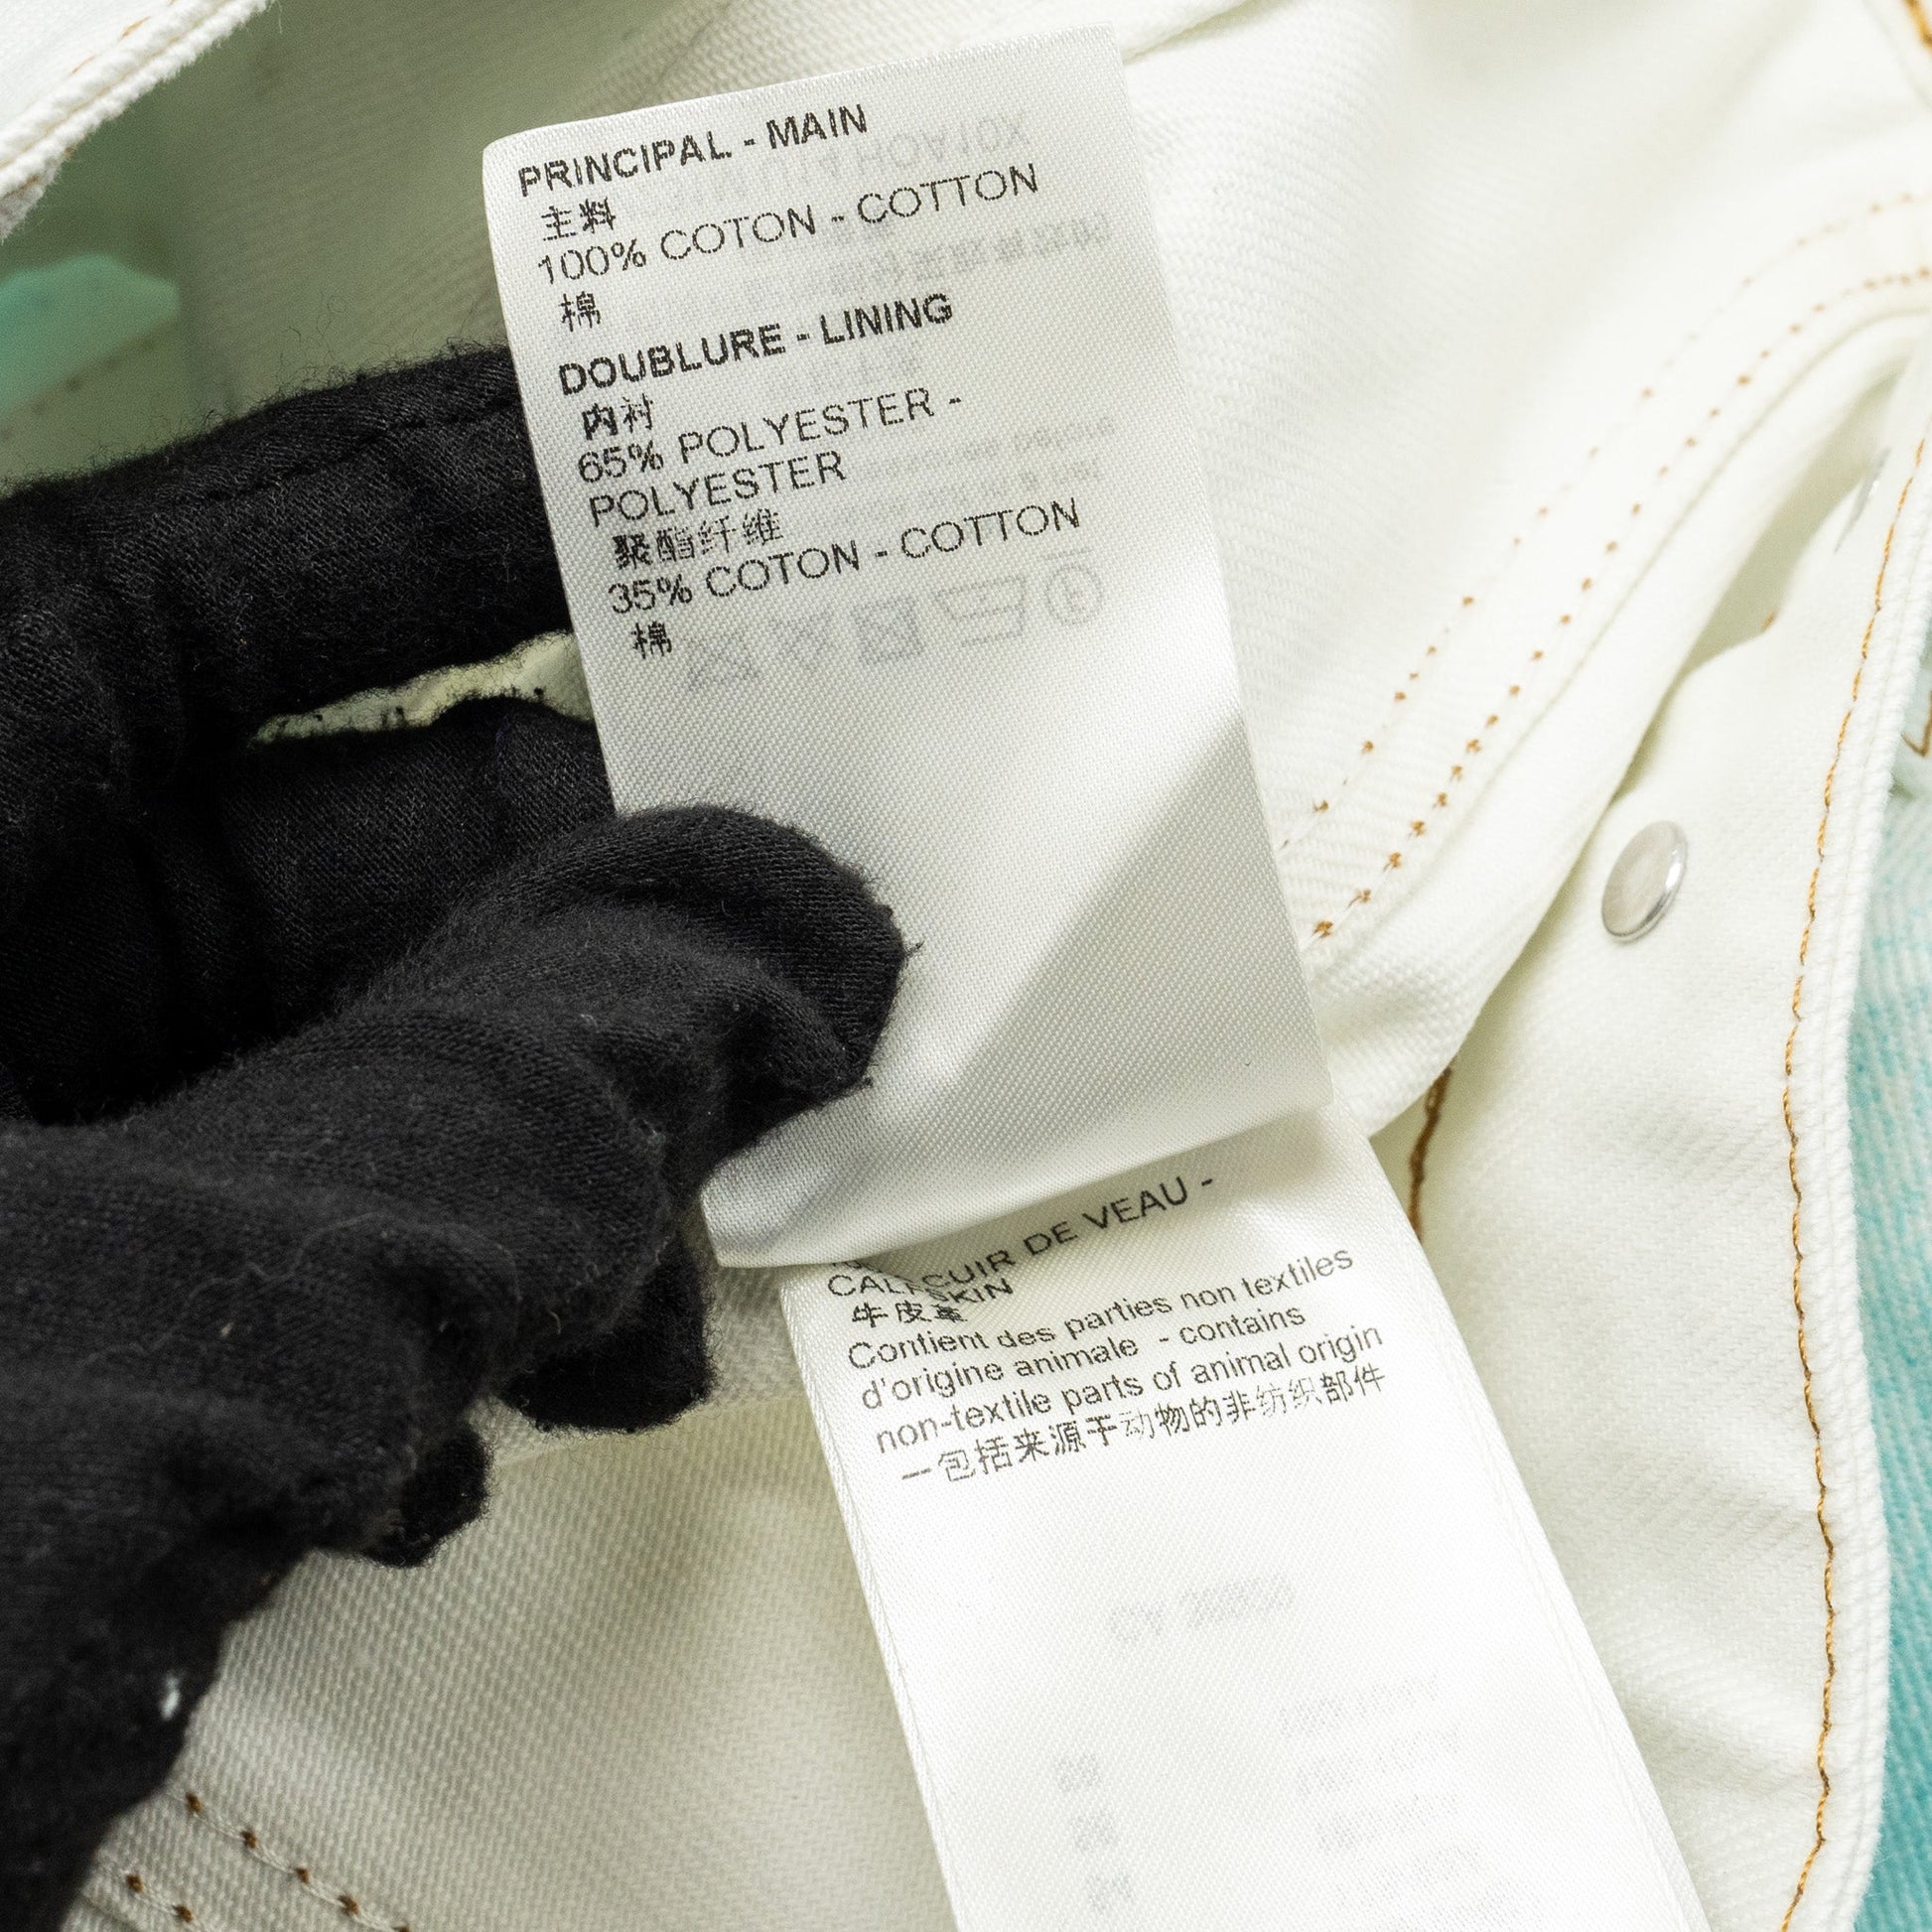 PRINCIPAL - MAIN
主料
100% COTON - COTTON
棉
DOUBLURE - LINING
内衬
65% POLYESTER -
POLYESTER
聚酯纤维
35% COTON - COTTON
棉
CUIR DE VEAU -
CALFSKIN
牛皮革
Contient des parties non textiles
d'origine animale - contains
non-textile parts of animal origin
一包括来源于动物的非纺织部件